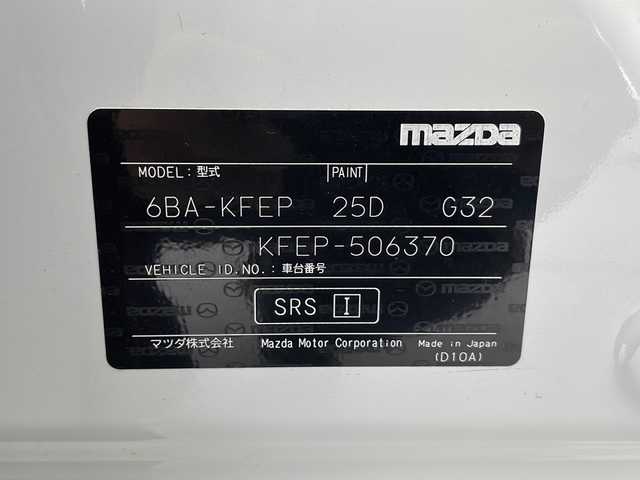 mazda
MODEL:型式 |PAINT|
6BA-KFEP 25D G32
KFEP-506370
VEHICLE ID.NO.:車台番号
SRS I
マツダ株式会社 Mazda Motor Corporation Made in Japan
(D10A)